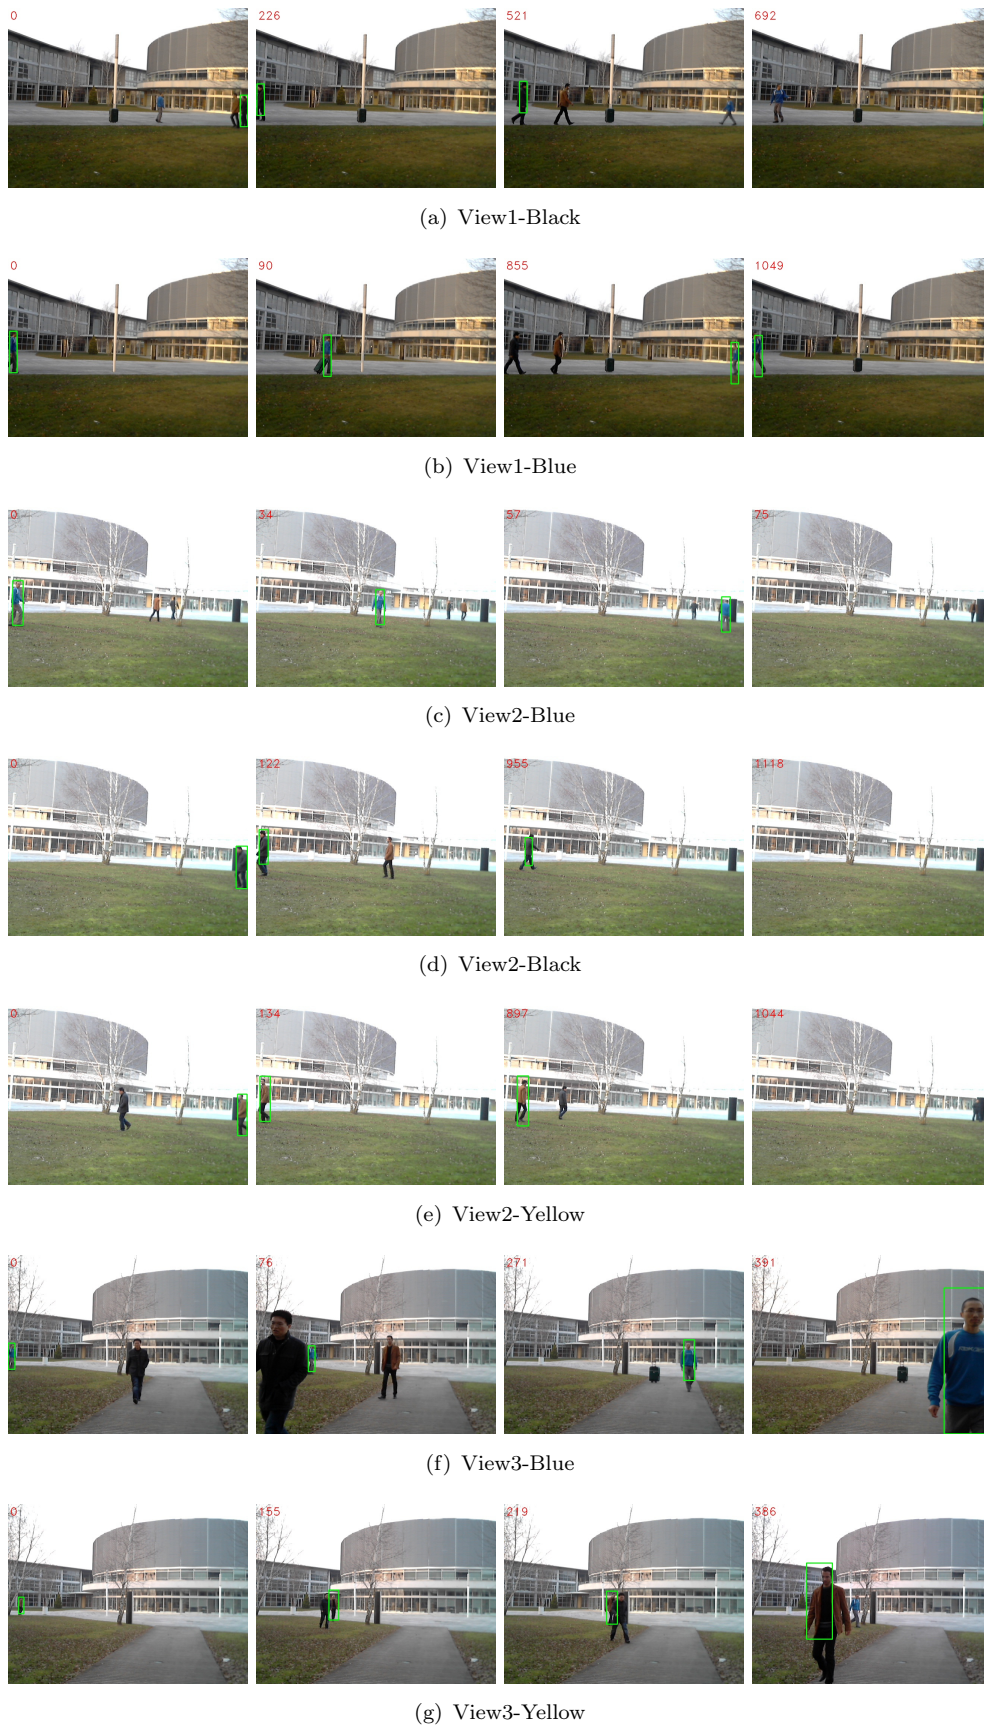 0 226 521 692
(a) View1-Black
0 90 855 1049
(b) View1-Blue
0 34 57 75
(c) View2-Blue
0 122 955 1118
(d) View2-Black
0 134 897 1044
(e) View2-Yellow
0 76 271 391
(f) View3-Blue
0 155 219 386
(g) View3-Yellow